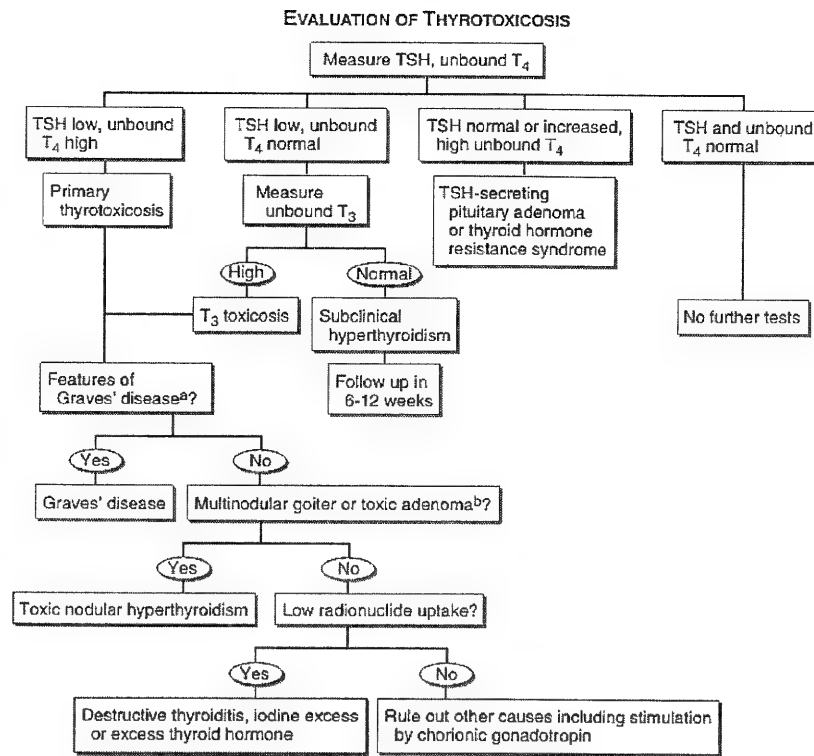 EVALUATION OF THYROTOXICOSIS
Measure TSH, unbound T4
TSH low, unbound
T4 high
TSH low, unbound
T4 normal
TSH normal or increased,
high unbound T4
TSH and unbound
T4 normal
Primary
thyrotoxicosis
Measure
unbound T3
TSH-secreting
pituitary adenoma
or thyroid hormone
resistance syndrome
High
Normal
T3 toxicosis
Subclinical
hyperthyroidism
No further tests
Features of
Graves' diseasea?
Follow up in
6-12 weeks
Yes
No
Graves' disease
Multinodular goiter or toxic adenomab?
Yes
No
Toxic nodular hyperthyroidism
Low radionuclide uptake?
Yes
No
Destructive thyroiditis, iodine excess
or excess thyroid hormone
Rule out other causes including stimulation
by chorionic gonadotropin